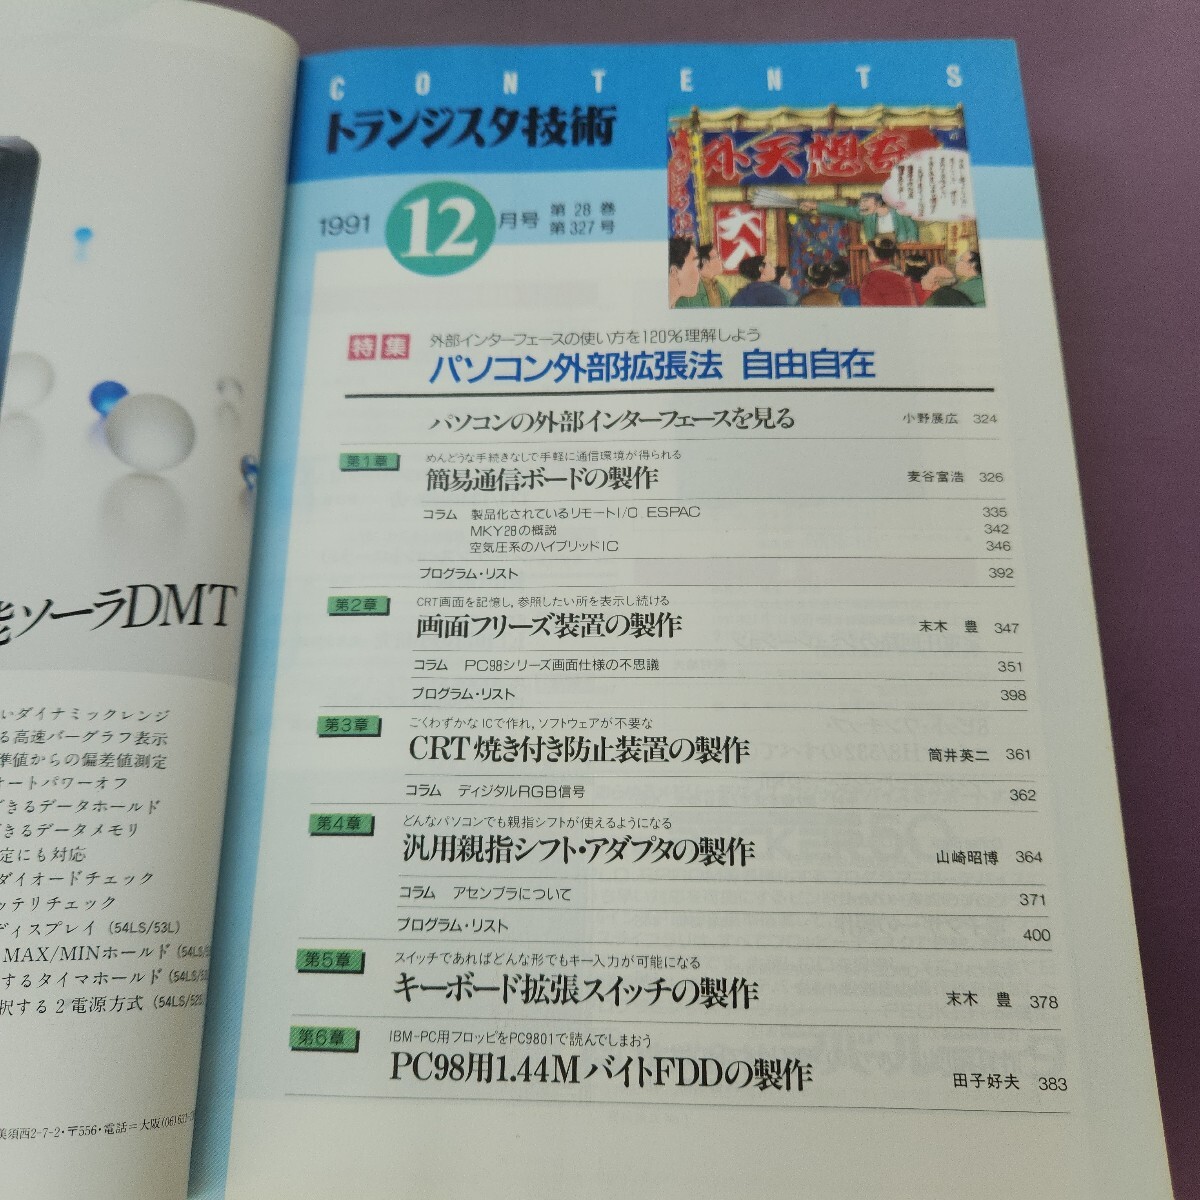 CONTENTS
トランジスタ技術
1991 12月号 第28巻 第327号
大入
特集
外部インターフェースの使い方を120%理解しよう
パソコン外部拡張法 自由自在
パソコンの外部インターフェースを見る 小野展広 324
第1章 めんどうな手続きなしで手軽に通信環境が得られる
簡易通信ボードの製作 麦谷富浩 326
コラム 製品化されているリモートI/O ESPAC 335
MKY28の概説 342
空気圧系のハイブリッドIC 346
プログラム・リスト 392
第2章 CRT画面を記憶し,参照したい所を表示し続ける
画面フリーズ装置の製作 末木 豊 347
コラム PC98シリーズ画面仕様の不思議 351
プログラム・リスト 398
第3章 ごくわずかなICで作れ,ソフトウェアが不要な
CRT焼き付き防止装置の製作 筒井英二 361
コラム ディジタルRGB信号 362
第4章 どんなパソコンでも親指シフトが使えるようになる
汎用親指シフト・アダプタの製作 山崎昭博 364
コラム アセンブラについて 371
プログラム・リスト 400
第5章 スイッチであればどんな形でもキー入力が可能になる
キーボード拡張スイッチの製作 末木 豊 378
第6章 IBM-PC用フロッピをPC9801で読んでしまおう
PC98用1.44MバイトFDDの製作 田子好夫 383
ソーラDMT
いダイナミックレンジ
る高速バーグラフ表示
準値からの偏差値測定
ートパワーオフ
できるデータホールド
できるデータメモリ
定にも対応
ダイオードチェック
ッテリチェック
ディスプレイ (54LS/53L)
MAX/MINホールド
するタイマホールド
択する2電源方式
須西2-7-2・〒556・電話=大阪(06)